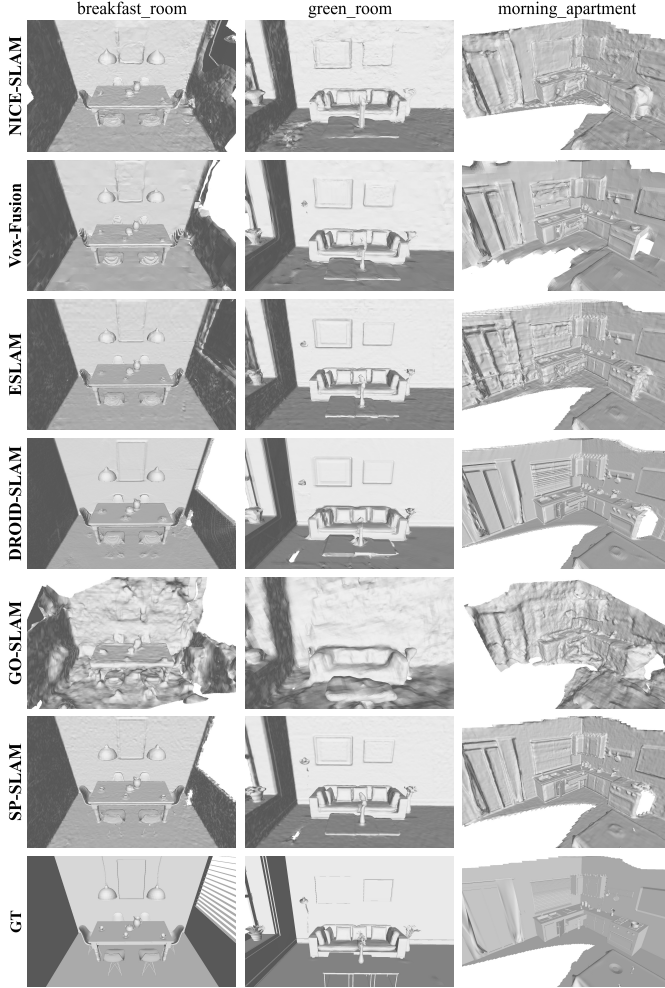 breakfast_room green_room morning_apartment
NICE-SLAM
Vox-Fusion
ESLAM
DROID-SLAM
GO-SLAM
SP-SLAM
GT